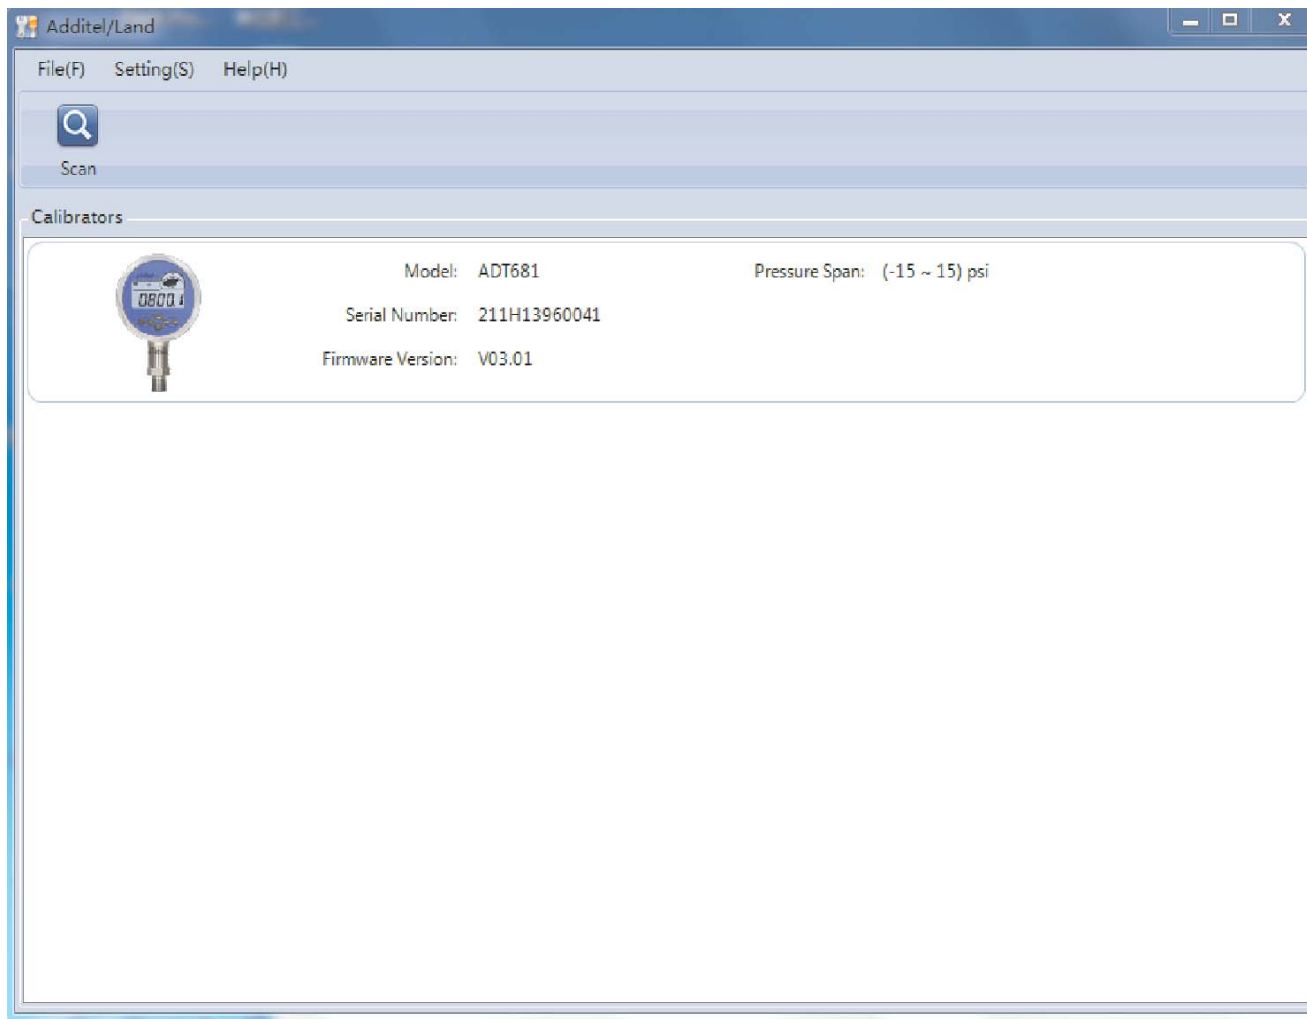 Additel/Land
File(F) Setting(S) Help(H)
Scan
Calibrators
Model: ADT681 Pressure Span: (-15 ~ 15) psi
Serial Number: 211H13960041
Firmware Version: V03.01